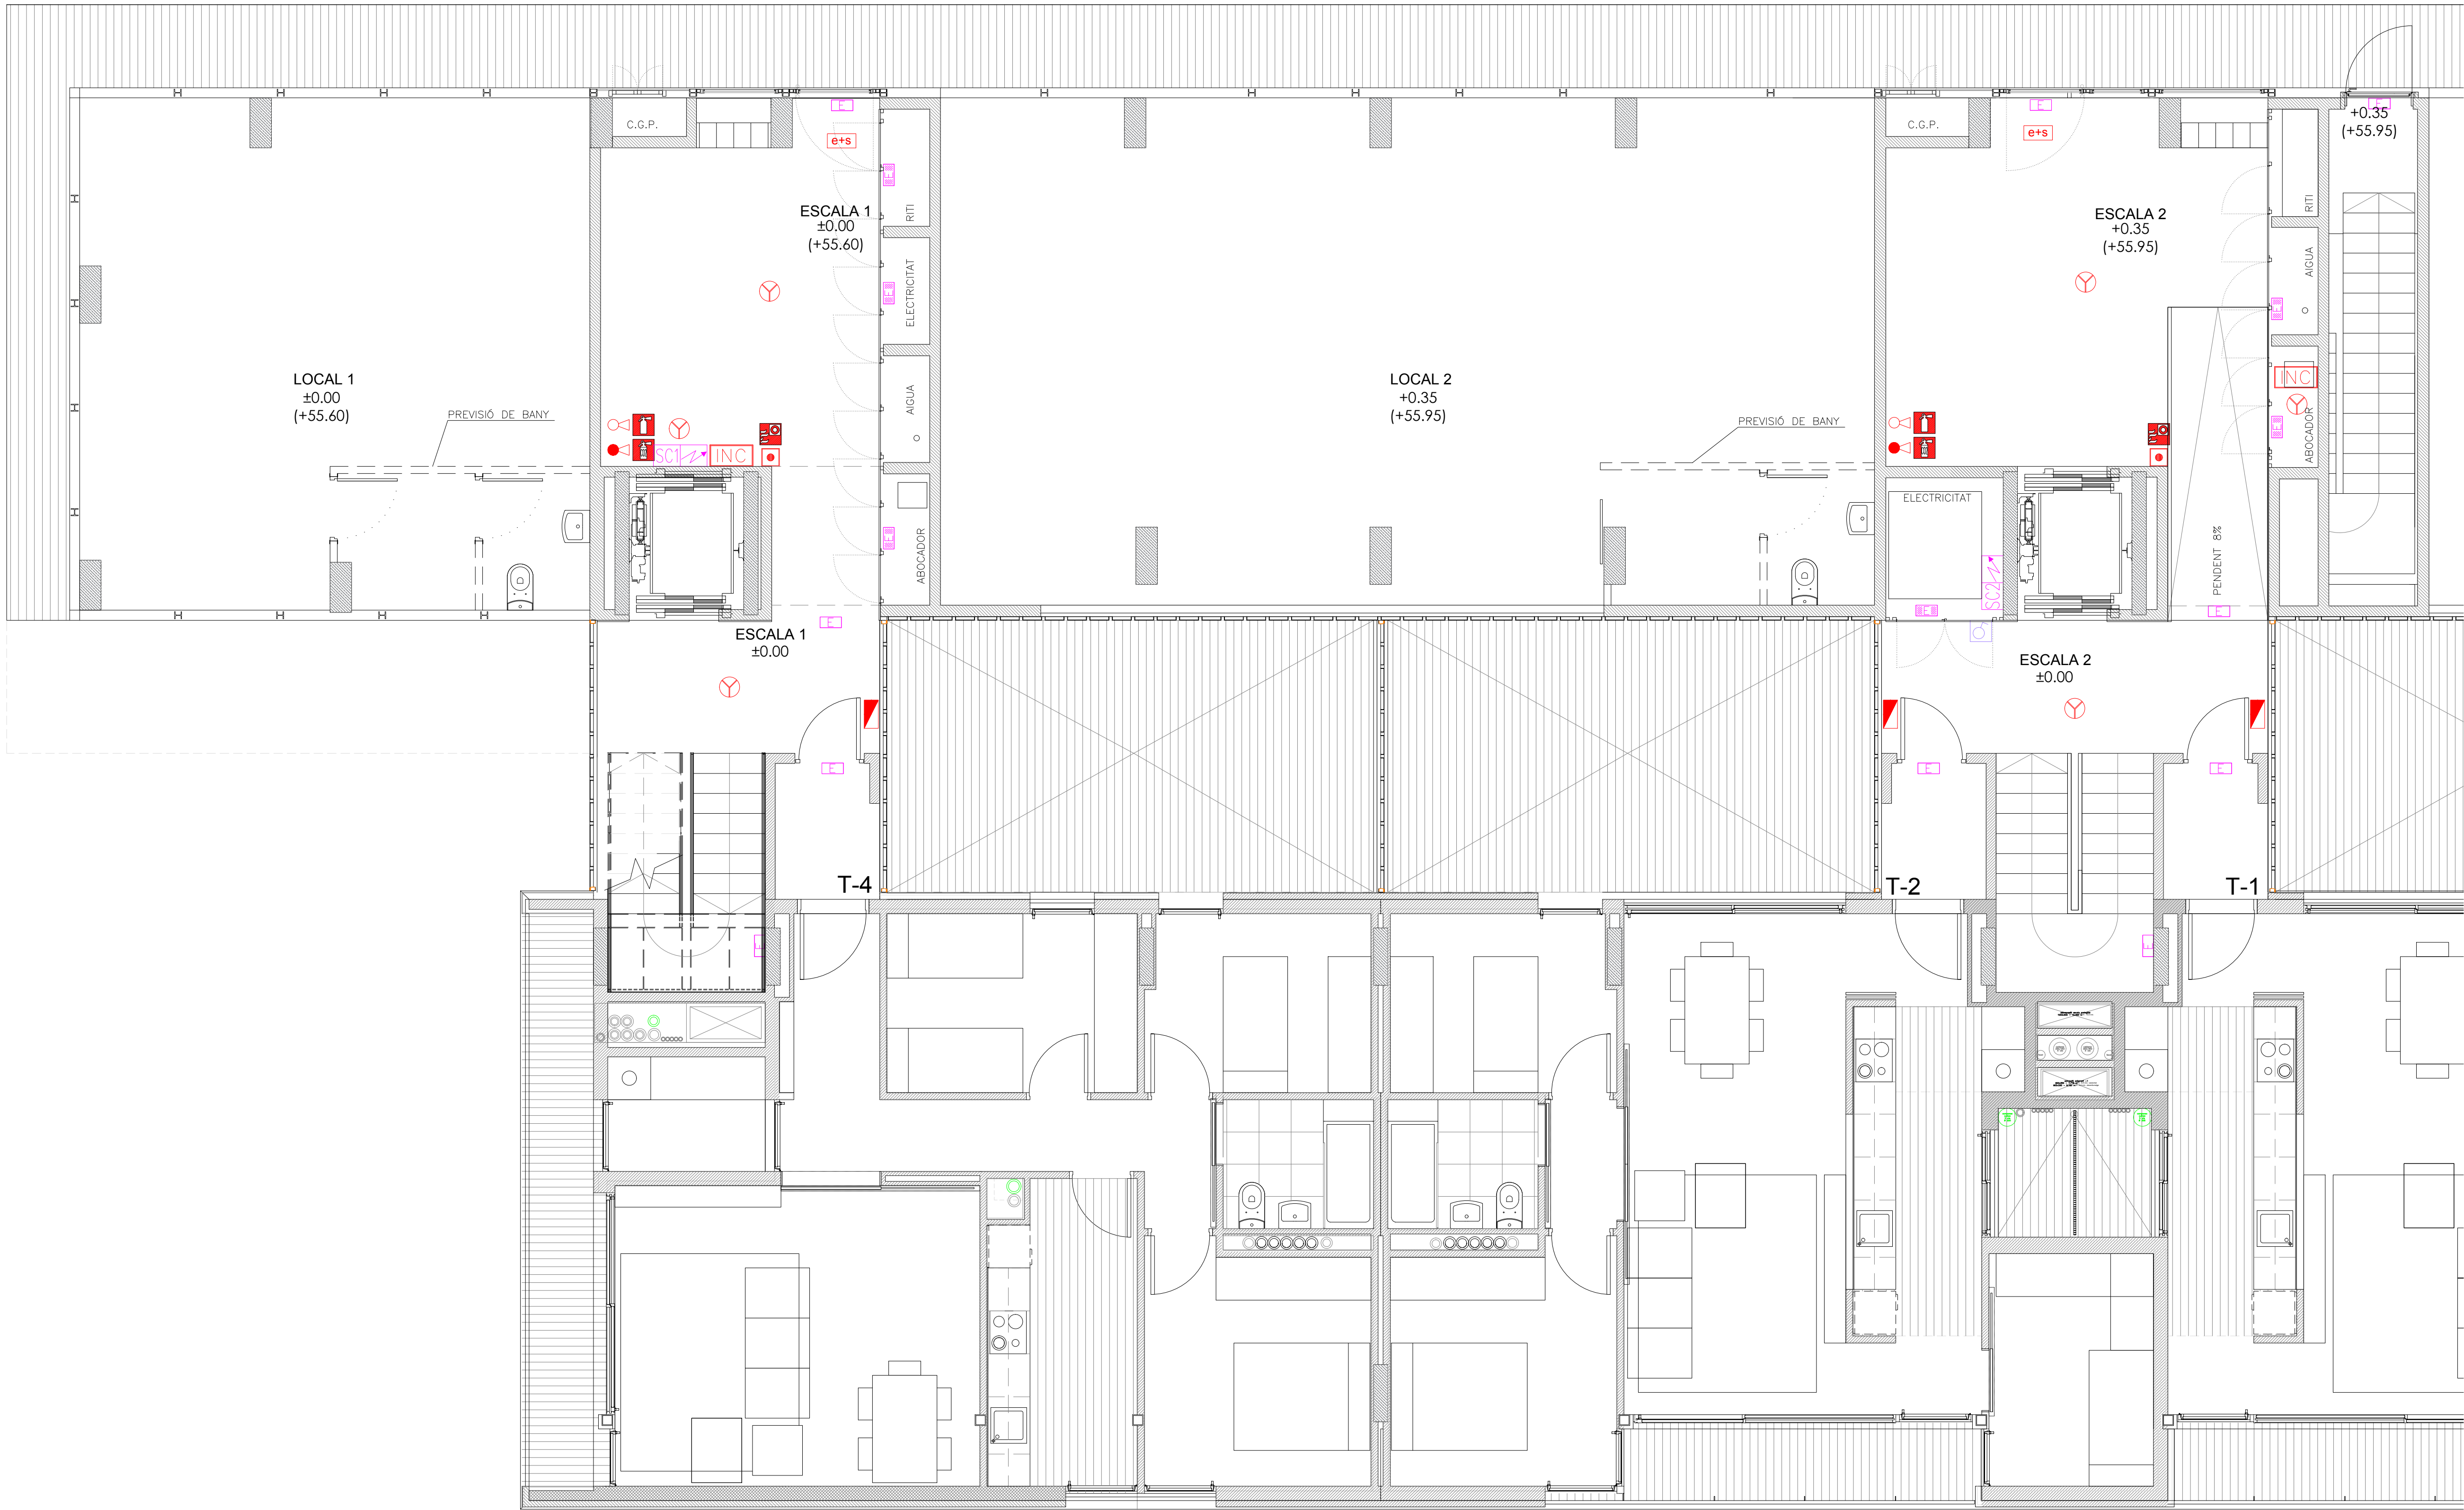 C.G.P.
E
e+s
ESCALA 1
±0.00
(+55.60)
RITI
E
ELECTRICITAT
E
AIGUA
ABOCADOR
E
LOCAL 1
±0.00
(+55.60)
PREVISIÓ DE BANY
SC1
INC
ESCALA 1
±0.00
E
E
T-4
E
LOCAL 2
+0.35
(+55.95)
PREVISIÓ DE BANY
C.G.P.
E
e+s
ESCALA 2
+0.35
(+55.95)
RITI
AIGUA
E
INC
E
ABOCADOR
E
+0.35
(+55.95)
ELECTRICITAT
SC2
E
PENDENT 8%
E
ESCALA 2
±0.00
E
E
T-2
T-1
E